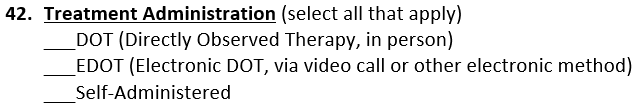 42. Treatment Administration (select all that apply)
___DOT (Directly Observed Therapy, in person)
___EDOT (Electronic DOT, via video call or other electronic method)
___Self-Administered